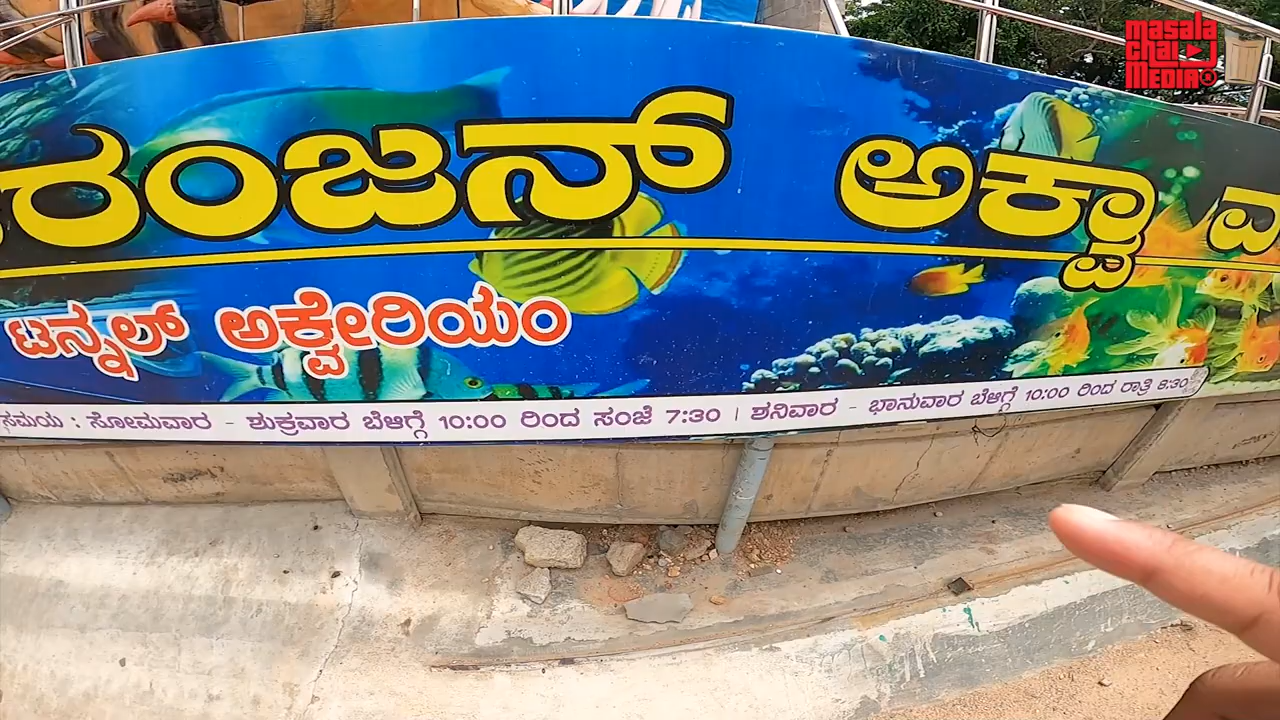 ರಂಜನ್ ಅಕ್ವಾ
ಟನ್ನಲ್ ಅಕ್ವೇರಿಯಂ
ಸಮಯ : ಸೋಮವಾರ - ಶುಕ್ರವಾರ ಬೆಳಿಗ್ಗೆ 10:00 ರಿಂದ ಸಂಜೆ 7:30 | ಶನಿವಾರ - ಭಾನುವಾರ ಬೆಳಿಗ್ಗೆ 10:00 ರಿಂದ ರಾತ್ರಿ 8:30
masala
chai
MEDIA